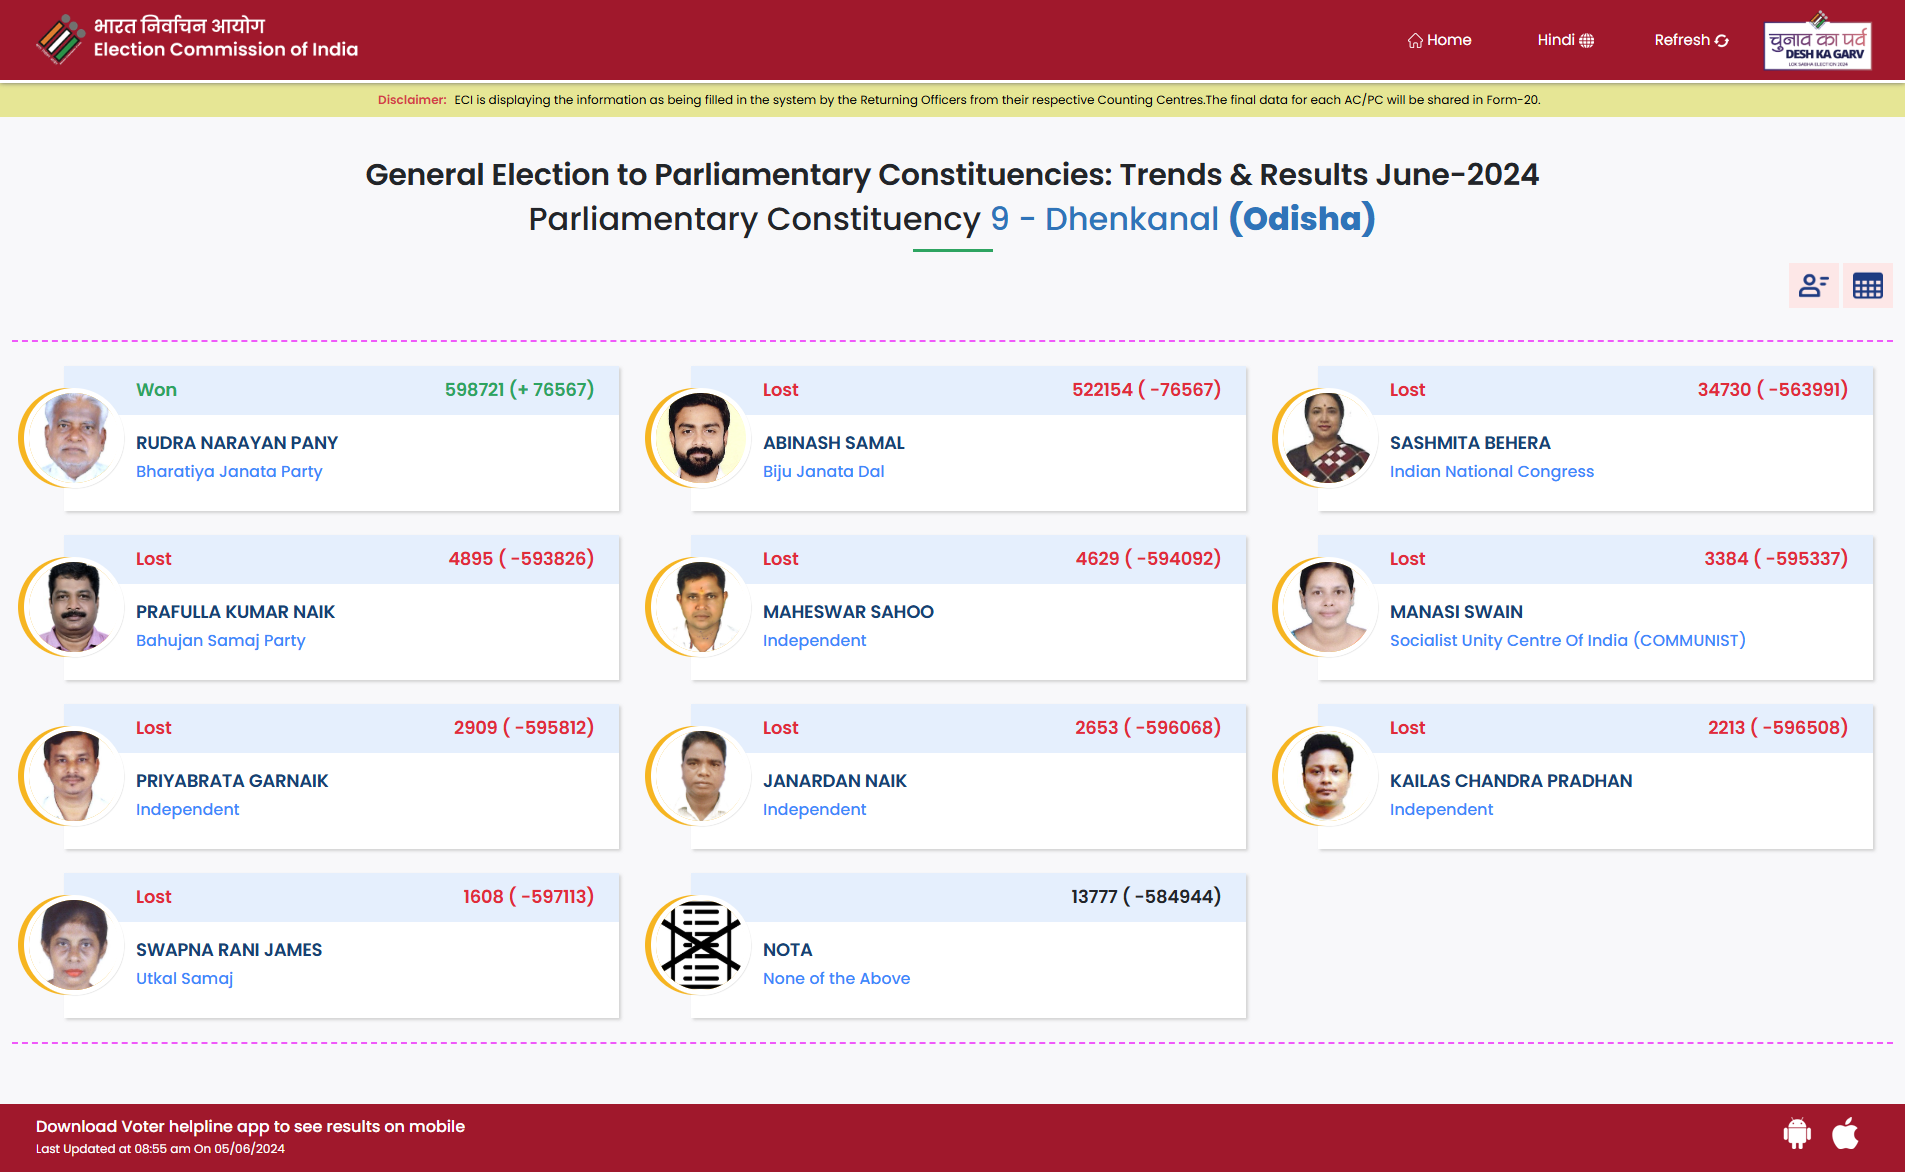 भारत निर्वाचन आयोग
Election Commission of India
Home
Hindi
Refresh
चुनाव का पर्व
DESH KA GARV
LOK SABHA ELECTION 2024
Disclaimer: ECI is displaying the information as being filled in the system by the Returning Officers from their respective Counting Centres.The final data for each AC/PC will be shared in Form-20.
General Election to Parliamentary Constituencies: Trends & Results June-2024
Parliamentary Constituency 9 - Dhenkanal (Odisha)
Won 598721 (+ 76567)
RUDRA NARAYAN PANY
Bharatiya Janata Party
Lost 522154 ( -76567)
ABINASH SAMAL
Biju Janata Dal
Lost 34730 ( -563991)
SASHMITA BEHERA
Indian National Congress
Lost 4895 ( -593826)
PRAFULLA KUMAR NAIK
Bahujan Samaj Party
Lost 4629 ( -594092)
MAHESWAR SAHOO
Independent
Lost 3384 ( -595337)
MANASI SWAIN
Socialist Unity Centre Of India (COMMUNIST)
Lost 2909 ( -595812)
PRIYABRATA GARNAIK
Independent
Lost 2653 ( -596068)
JANARDAN NAIK
Independent
Lost 2213 ( -596508)
KAILAS CHANDRA PRADHAN
Independent
Lost 1608 ( -597113)
SWAPNA RANI JAMES
Utkal Samaj
13777 ( -584944)
NOTA
None of the Above
Download Voter helpline app to see results on mobile
Last Updated at 08:55 am On 05/06/2024